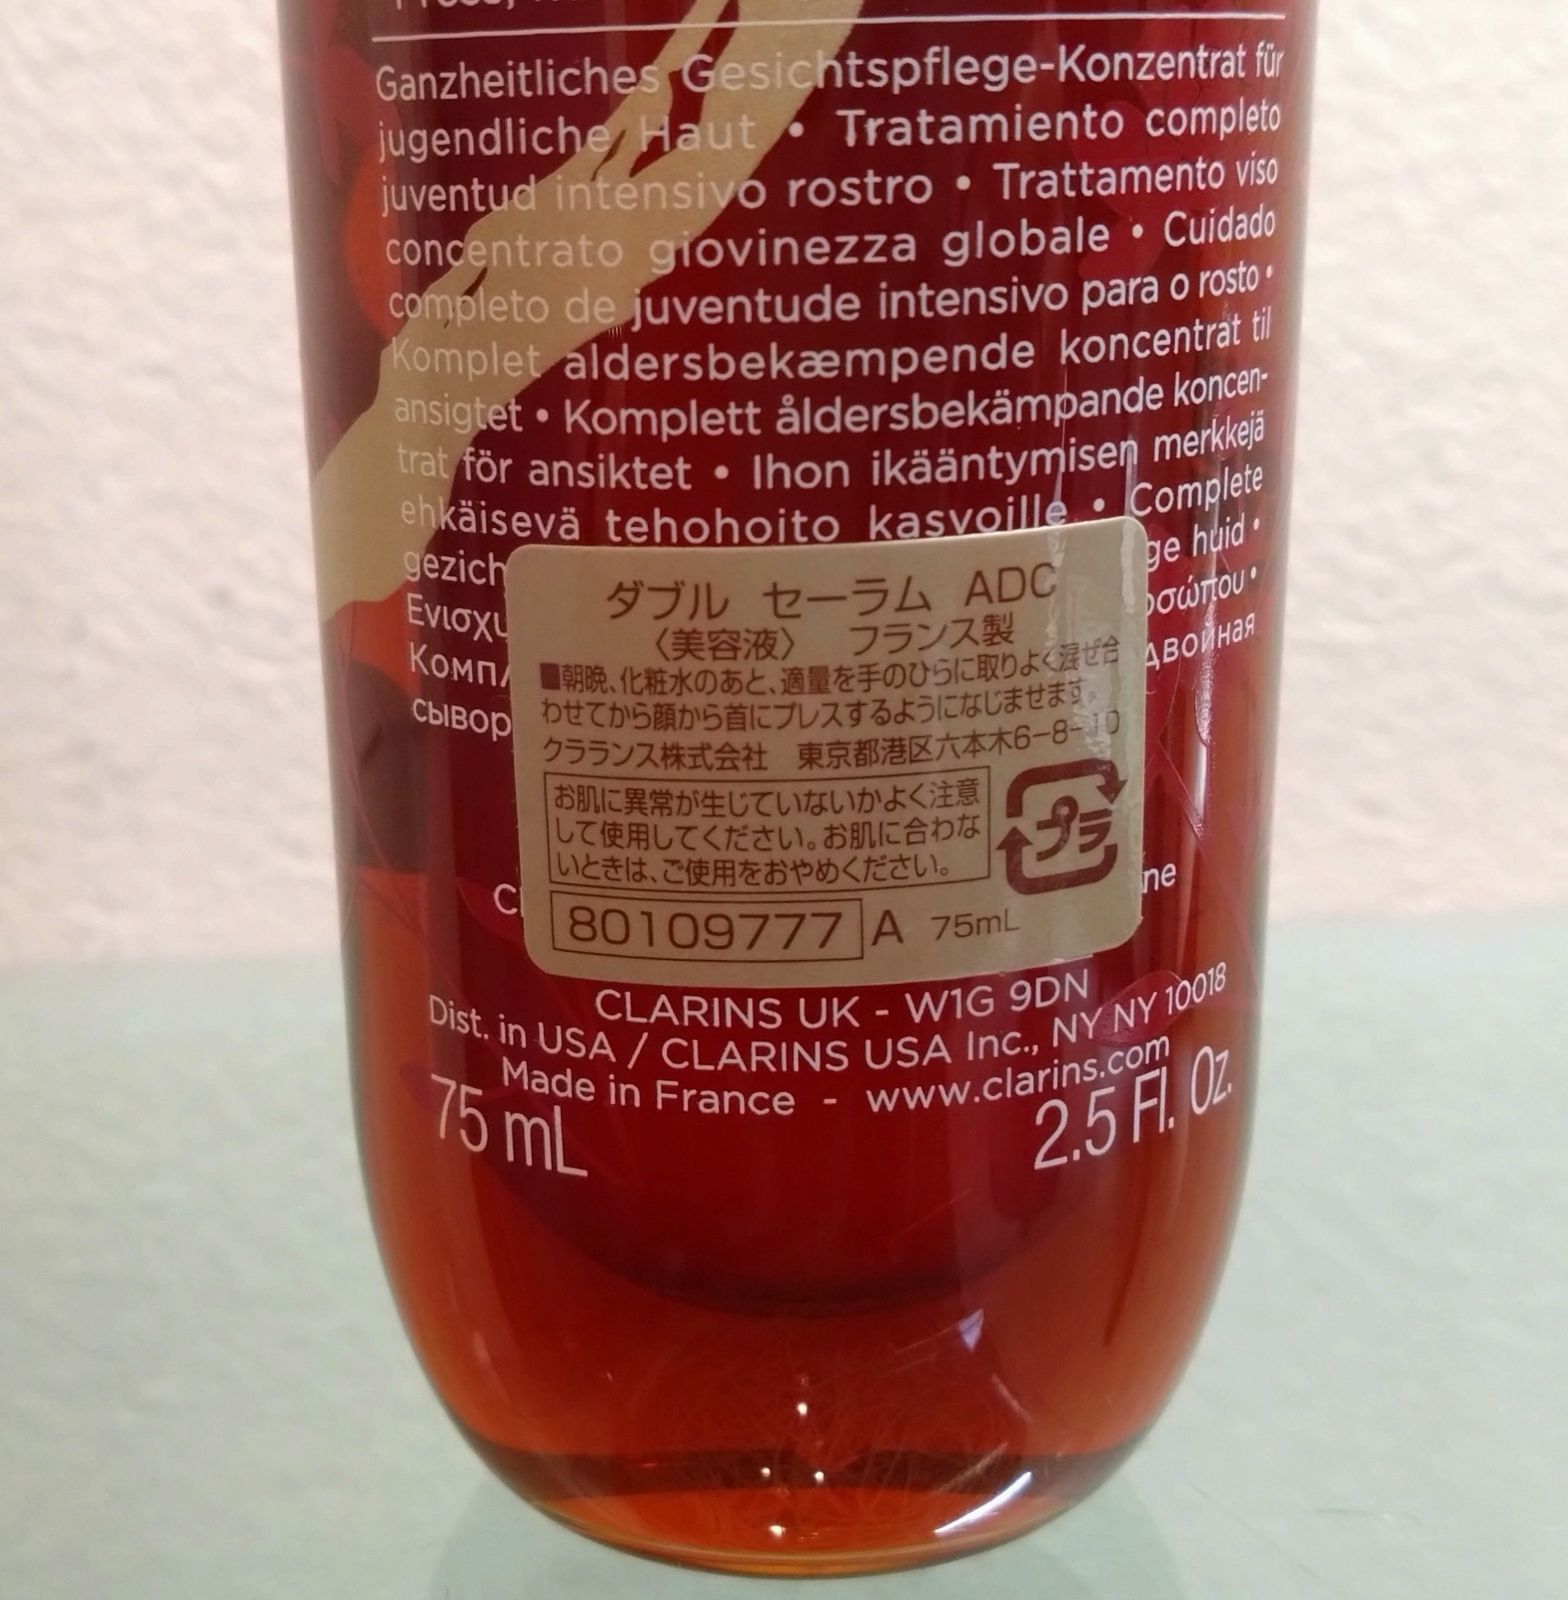 Ganzheitliches Gesichtspflege-Konzentrat für
jugendliche Haut • Tratamiento completo
juventud intensivo rostro • Trattamento viso
concentrato giovinezza globale • Cuidado
completo de juventude intensivo para o rosto •
Komplet aldersbekæmpende koncentrat til
ansigtet • Komplett åldersbekämpande koncen-
trat för ansiktet • Ihon ikääntymisen merkkejä
ehkäisevä tehohoito kasvoille • Complete
huid •
двойная
ダブル セーラム ADC
〈美容液〉 フランス製
■朝晩、化粧水のあと、適量を手のひらに取りよく混ぜ合
わせてから顔から首にプレスするようになじませます。
クラランス株式会社 東京都港区六本木6-8-10
お肌に異常が生じていないかよく注意
して使用してください。お肌に合わな
いときは、ご使用をおやめください。
プラ
80109777 A 75mL
CLARINS UK - W1G 9DN
Dist. in USA / CLARINS USA Inc., NY NY 10018
Made in France - www.clarins.com
75 mL 2.5 Fl. Oz.